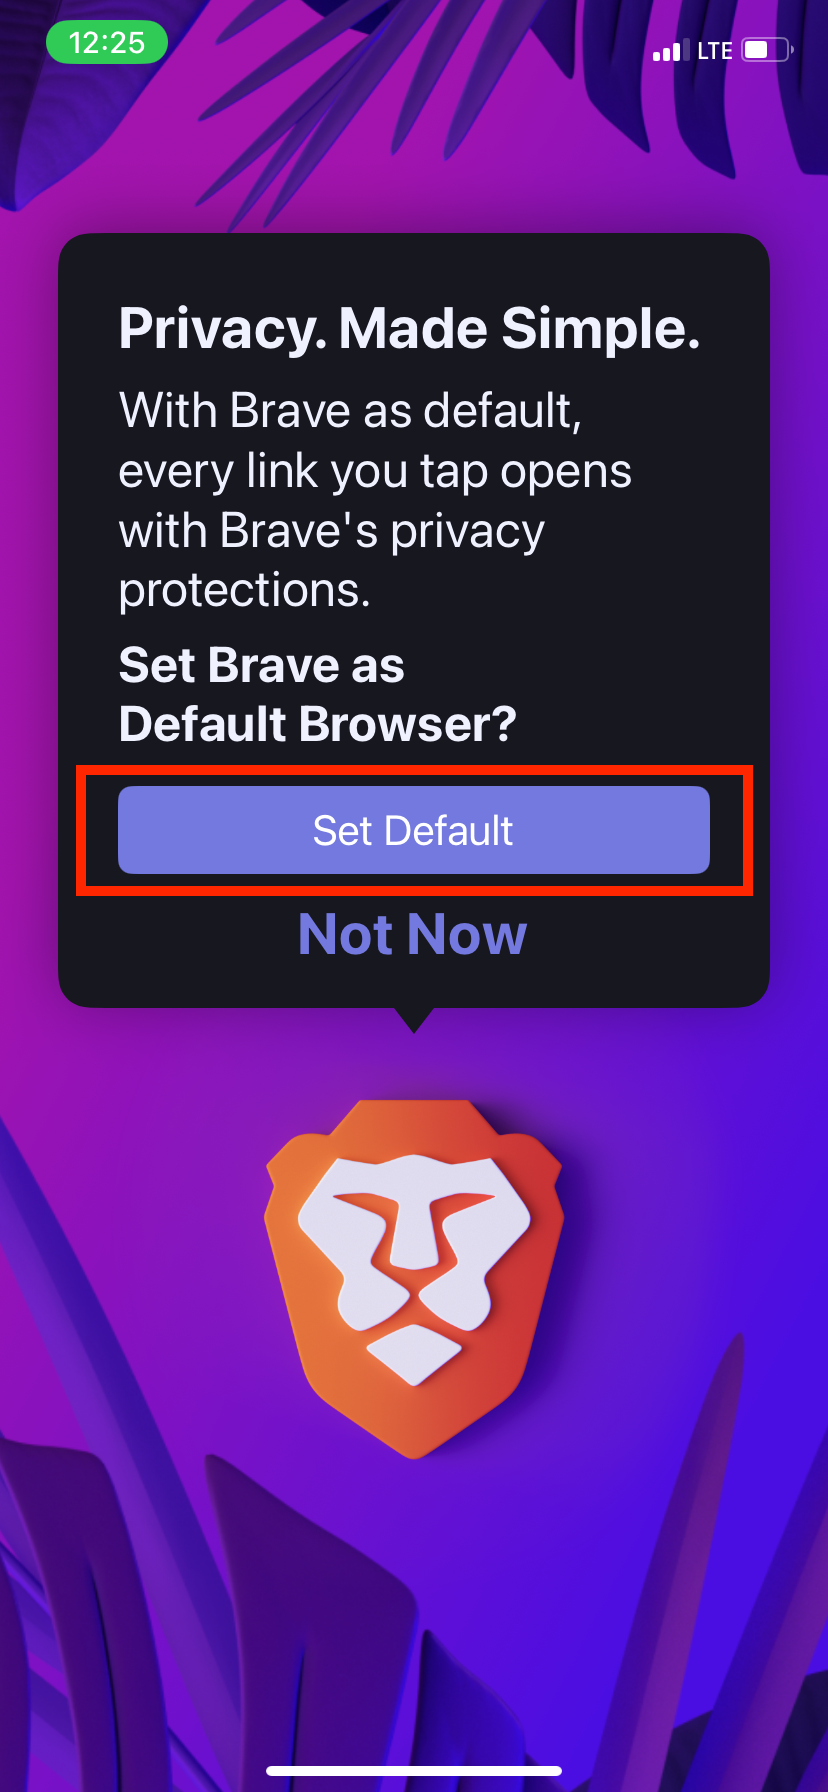 12:25
LTE
Privacy. Made Simple.
With Brave as default,
every link you tap opens
with Brave's privacy
protections.
Set Brave as
Default Browser?
Set Default
Not Now